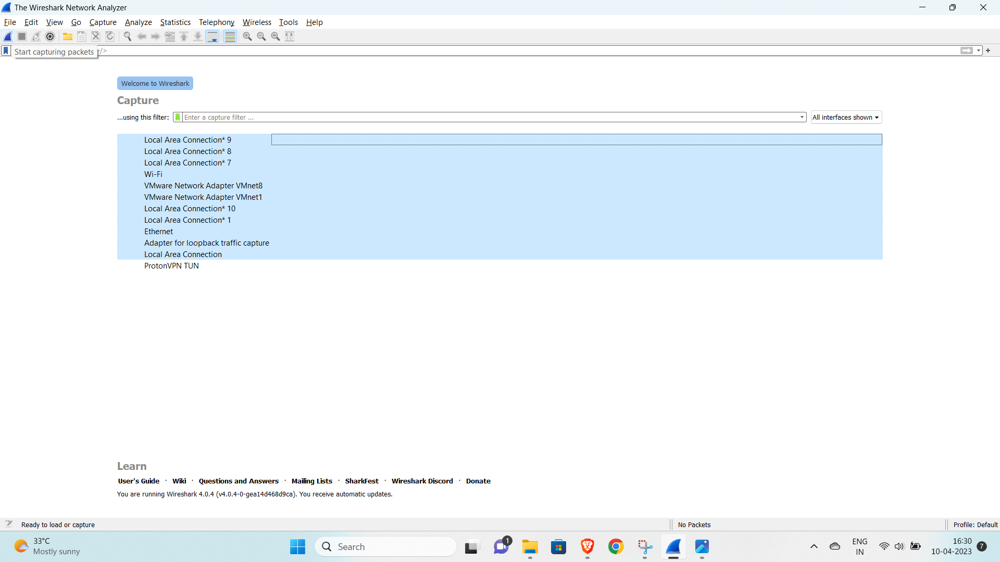 The Wireshark Network Analyzer
File Edit View Go Capture Analyze Statistics Telephony Wireless Tools Help
Start capturing packets
/>
+
Welcome to Wireshark
Capture
...using this filter: Enter a capture filter ... All interfaces shown
Local Area Connection* 9
Local Area Connection* 8
Local Area Connection* 7
Wi-Fi
VMware Network Adapter VMnet8
VMware Network Adapter VMnet1
Local Area Connection* 10
Local Area Connection* 1
Ethernet
Adapter for loopback traffic capture
Local Area Connection
ProtonVPN TUN
Learn
User's Guide · Wiki · Questions and Answers · Mailing Lists · SharkFest · Wireshark Discord · Donate
You are running Wireshark 4.0.4 (v4.0.4-0-gea14d468d9ca). You receive automatic updates.
Ready to load or capture No Packets Profile: Default
33°C
Mostly sunny
Search
1
ENG
IN
16:30
10-04-2023
7